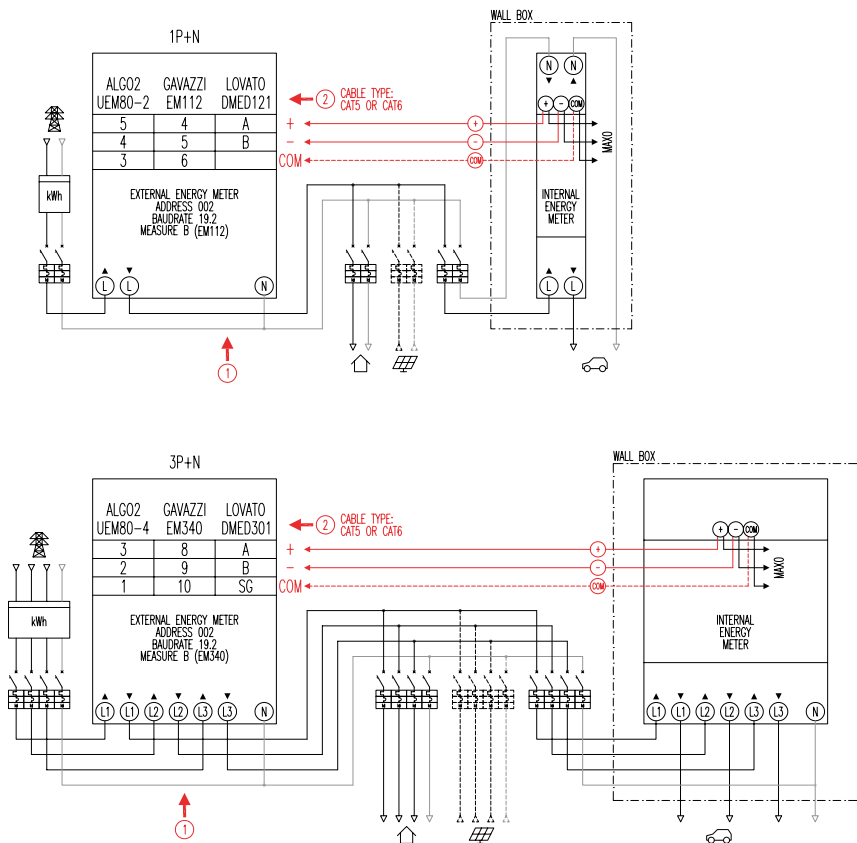 WALL BOX
1P+N
ALGO2 GAVAZZI LOVATO
UEM80-2 EM112 DMED121
2 CABLE TYPE:
CAT5 OR CAT6
N N
5 4 A +
+ - COM
4 5 B -
3 6 COM
+
-
COM
MAXO
kWh
EXTERNAL ENERGY METER
ADDRESS 002
BAUDRATE 19.2
MEASURE B (EM112)
INTERNAL
ENERGY
METER
L L N
L L
1
3P+N
WALL BOX
ALGO2 GAVAZZI LOVATO
UEM80-4 EM340 DMED301
2 CABLE TYPE:
CAT5 OR CAT6
+ - COM
3 8 A +
2 9 B -
1 10 SG COM
+
-
COM
MAXO
kWh
EXTERNAL ENERGY METER
ADDRESS 002
BAUDRATE 19.2
MEASURE B (EM340)
INTERNAL
ENERGY
METER
L1 L1 L2 L2 L3 L3 N
L1 L1 L2 L2 L3 L3 N
1